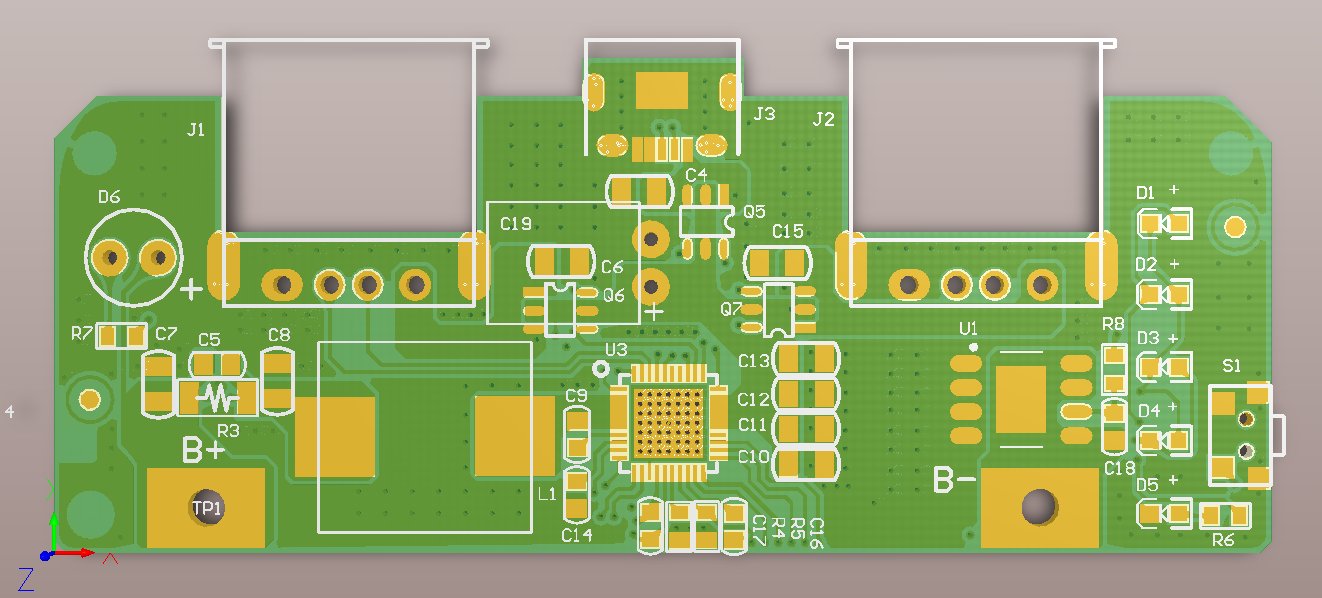 J1
J3
J2
D6
C4
D1 +
Q5
C19
C15
+
C6
D2 +
Q6
Q7
+
R7
C7
C5
C8
U1
R8
U3
D3 +
C13
S1
C9
C12
4
D4 +
R3
C11
B+
C10
C18
B-
D5 +
L1
TP1
C14
C17
R4
R5
C16
R6
Y
X
Z